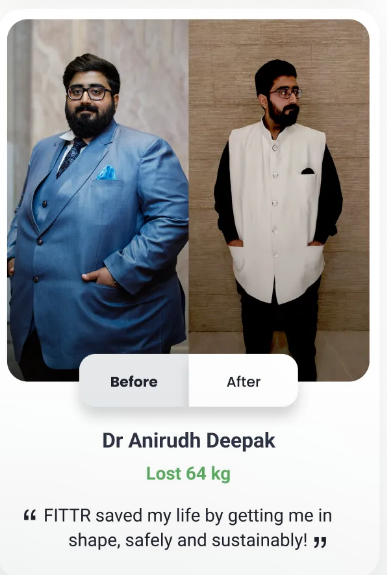 Before After
Dr Anirudh Deepak
Lost 64 kg
“ FITTR saved my life by getting me in
shape, safely and sustainably! ”